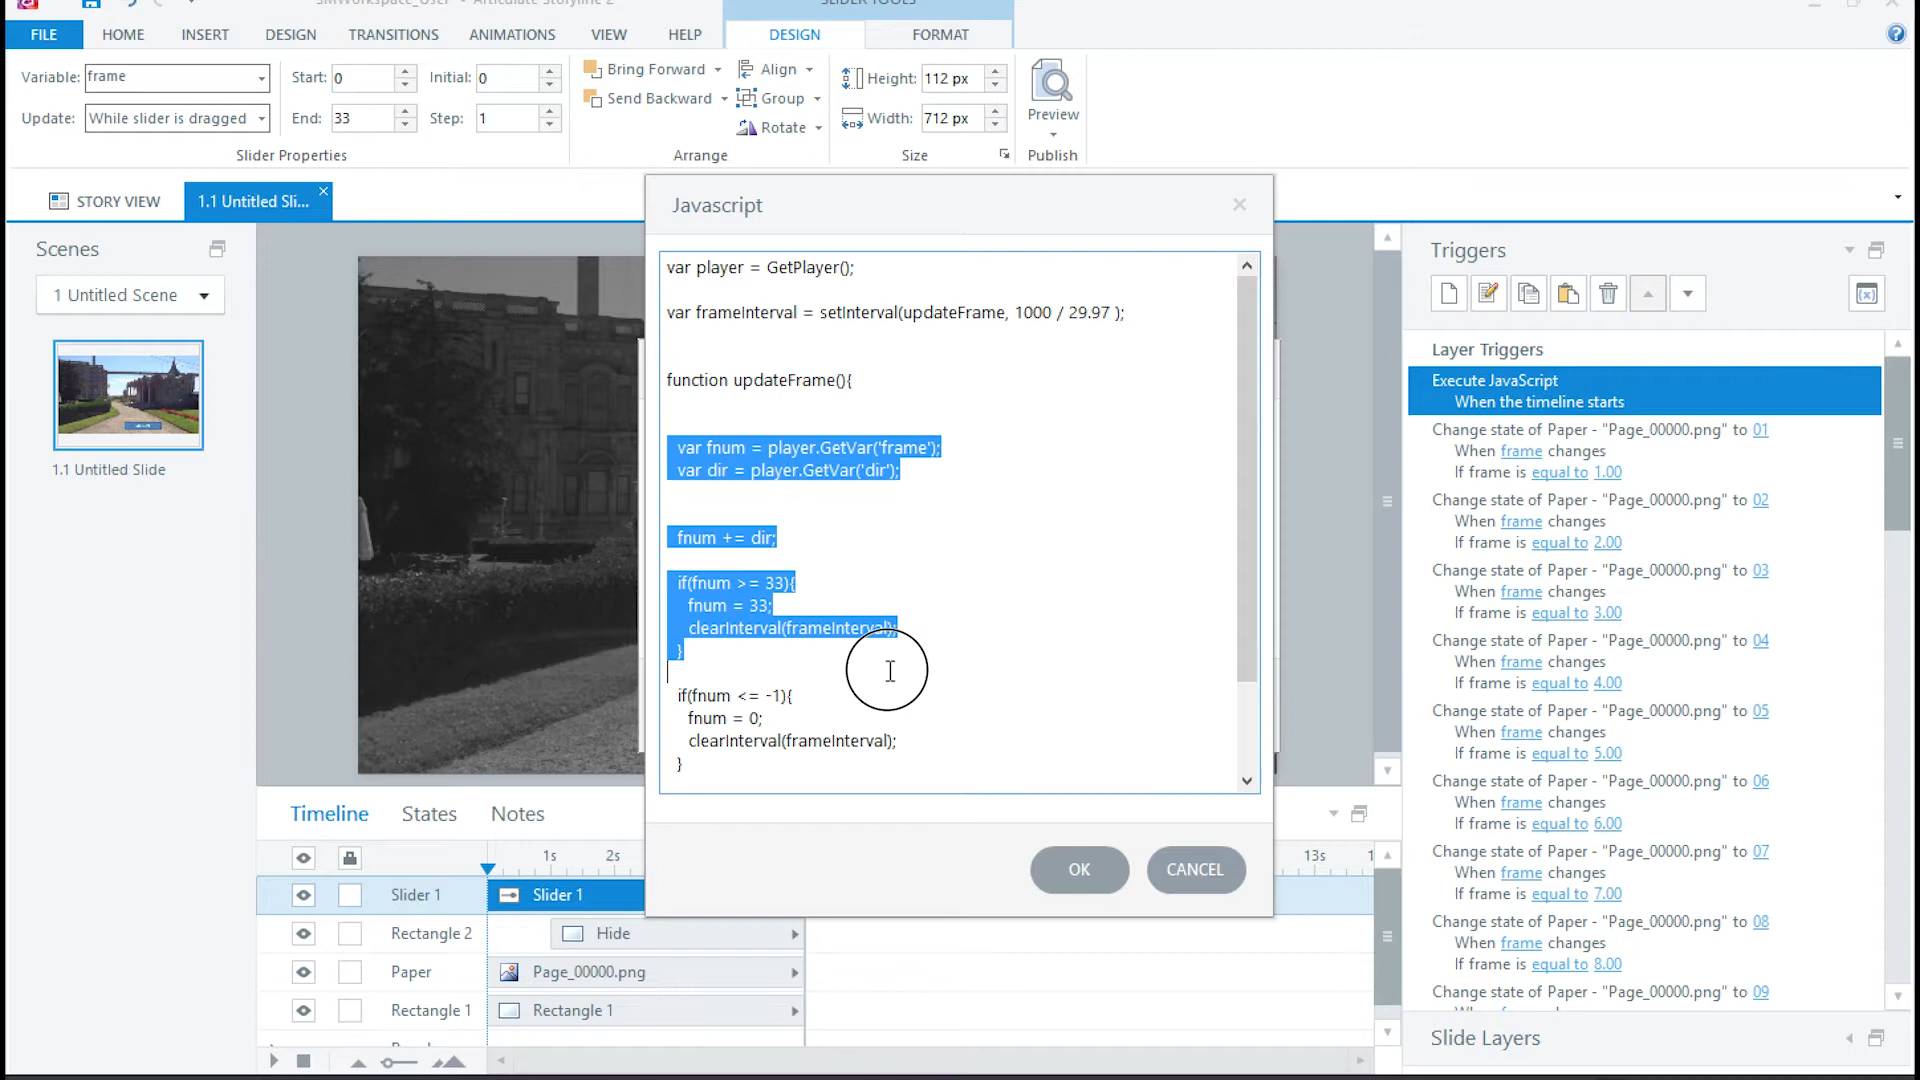 SMWorkspace_User - Articulate Storyline 2
SLIDER TOOLS
FILE HOME INSERT DESIGN TRANSITIONS ANIMATIONS VIEW HELP DESIGN FORMAT
Variable: frame Start: 0 Initial: 0 Bring Forward Align Height: 112 px
Update: While slider is dragged End: 33 Step: 1 Send Backward Group Width: 712 px Preview
Rotate
Slider Properties Arrange Size Publish
STORY VIEW 1.1 Untitled Sli...
Scenes
1 Untitled Scene
1.1 Untitled Slide
Javascript
var player = GetPlayer();
var frameInterval = setInterval(updateFrame, 1000 / 29.97 );
function updateFrame(){
var fnum = player.GetVar('frame');
var dir = player.GetVar('dir');
fnum += dir;
if(fnum >= 33){
fnum = 33;
clearInterval(frameInterval);
}
if(fnum <= -1){
fnum = 0;
clearInterval(frameInterval);
}
OK CANCEL
Triggers
Layer Triggers
Execute JavaScript
When the timeline starts
Change state of Paper - "Page_00000.png" to 01
When frame changes
If frame is equal to 1.00
Change state of Paper - "Page_00000.png" to 02
When frame changes
If frame is equal to 2.00
Change state of Paper - "Page_00000.png" to 03
When frame changes
If frame is equal to 3.00
Change state of Paper - "Page_00000.png" to 04
When frame changes
If frame is equal to 4.00
Change state of Paper - "Page_00000.png" to 05
When frame changes
If frame is equal to 5.00
Change state of Paper - "Page_00000.png" to 06
When frame changes
If frame is equal to 6.00
Change state of Paper - "Page_00000.png" to 07
When frame changes
If frame is equal to 7.00
Change state of Paper - "Page_00000.png" to 08
When frame changes
If frame is equal to 8.00
Change state of Paper - "Page_00000.png" to 09
Slide Layers
Timeline States Notes
1s 2s 13s 1
Slider 1 Slider 1
Rectangle 2 Hide
Paper Page_00000.png
Rectangle 1 Rectangle 1